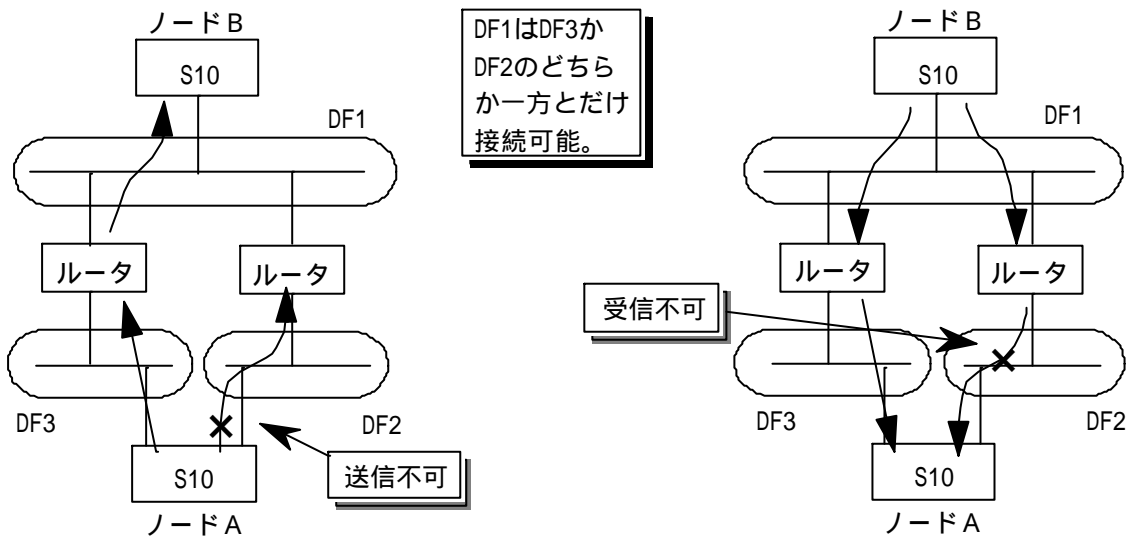 ノードB
S10
DF1
ルータ
ルータ
DF3
DF2
送信不可
S10
ノードA
DF1はDF3か
DF2のどちら
か一方とだけ
接続可能。
ノードB
S10
DF1
ルータ
ルータ
受信不可
DF3
DF2
S10
ノードA